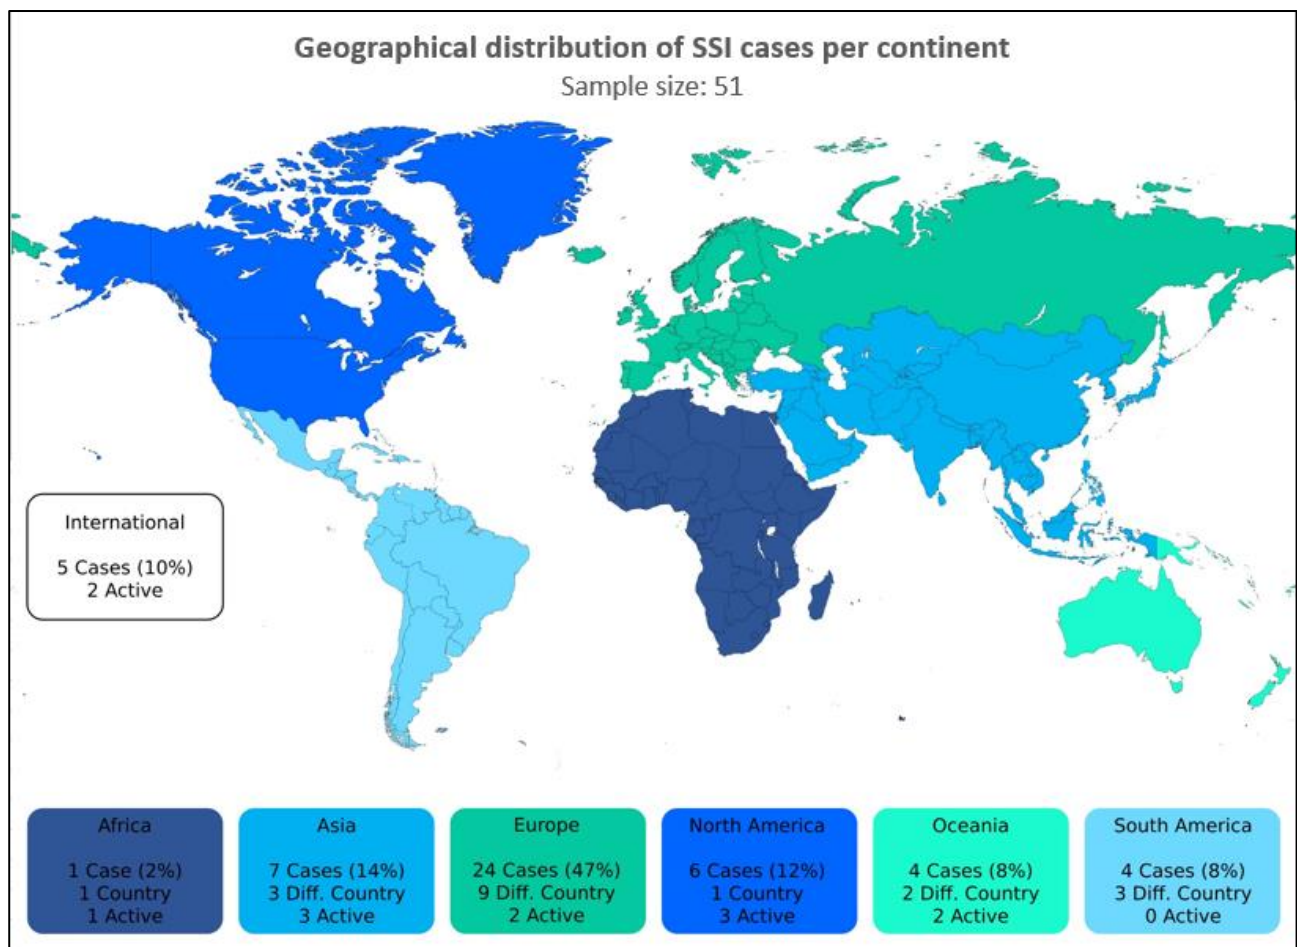 Geographical distribution of SSI cases per continent
Sample size: 51
International
5 Cases (10%)
2 Active
Africa
1 Case (2%)
1 Country
1 Active
Asia
7 Cases (14%)
3 Diff. Country
3 Active
Europe
24 Cases (47%)
9 Diff. Country
2 Active
North America
6 Cases (12%)
1 Country
3 Active
Oceania
4 Cases (8%)
2 Diff. Country
2 Active
South America
4 Cases (8%)
3 Diff. Country
0 Active